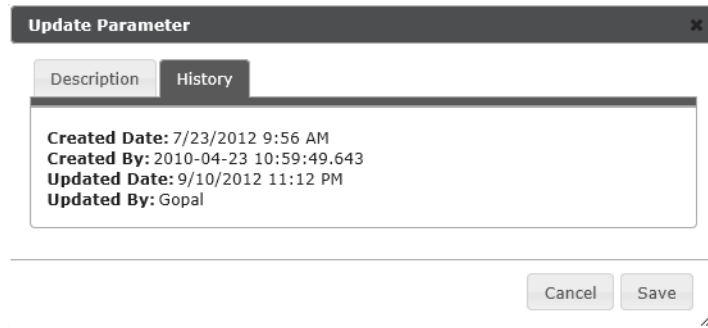 Update Parameter
Description History
Created Date: 7/23/2012 9:56 AM
Created By: 2010-04-23 10:59:49.643
Updated Date: 9/10/2012 11:12 PM
Updated By: Gopal
Cancel Save